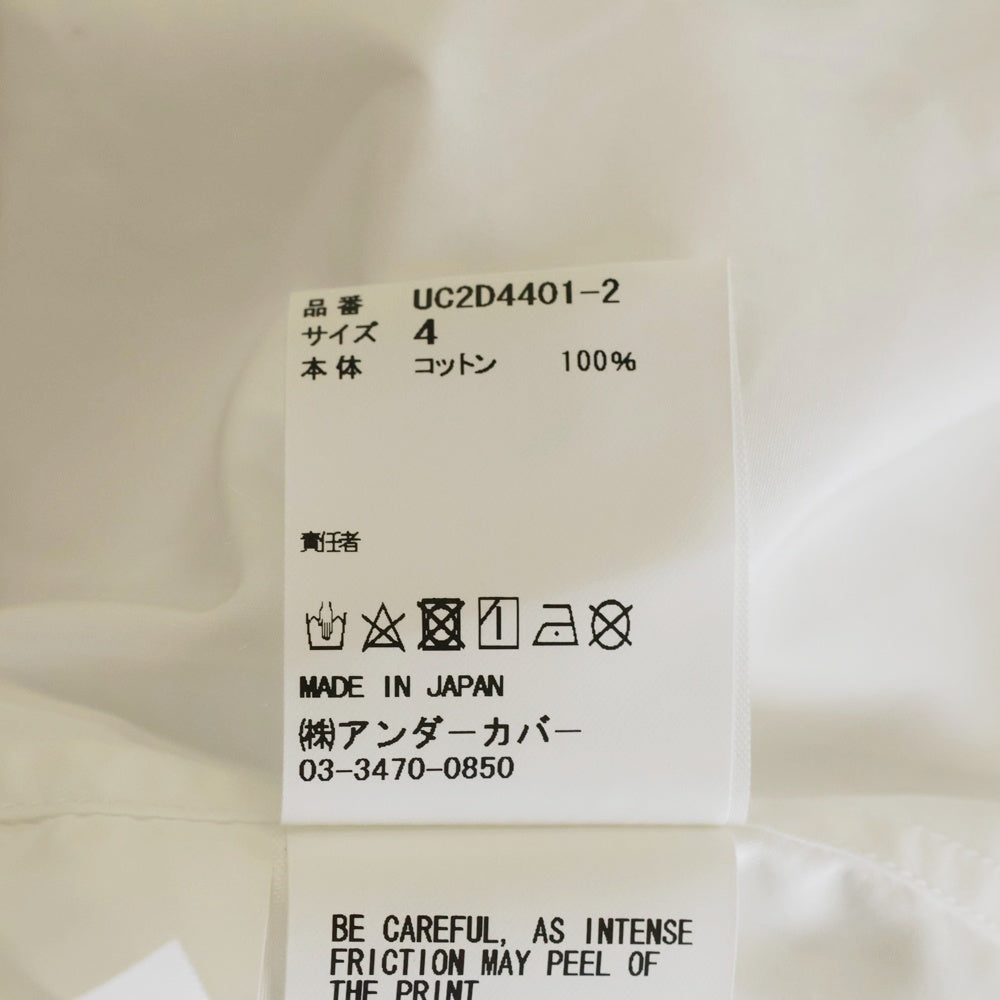 品番 UC2D4401-2
サイズ 4
本体 コットン 100%
責任者
MADE IN JAPAN
㈱アンダーカバー
03-3470-0850
BE CAREFUL, AS INTENSE
FRICTION MAY PEEL OF
THE PRINT